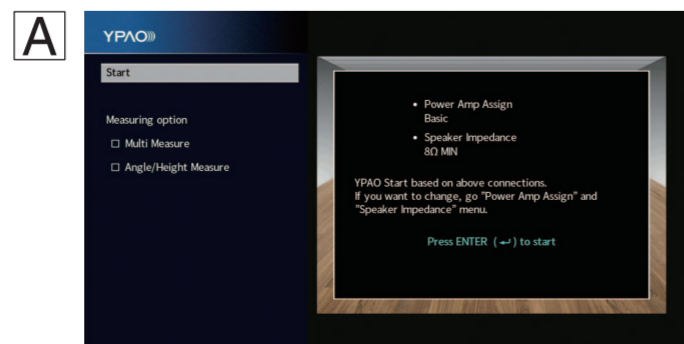 A
YPAO
Start
Measuring option
Multi Measure
Angle/Height Measure
• Power Amp Assign
Basic
• Speaker Impedance
8Ω MIN
YPAO Start based on above connections.
If you want to change, go "Power Amp Assign" and
"Speaker Impedance" menu.
Press ENTER (↵) to start